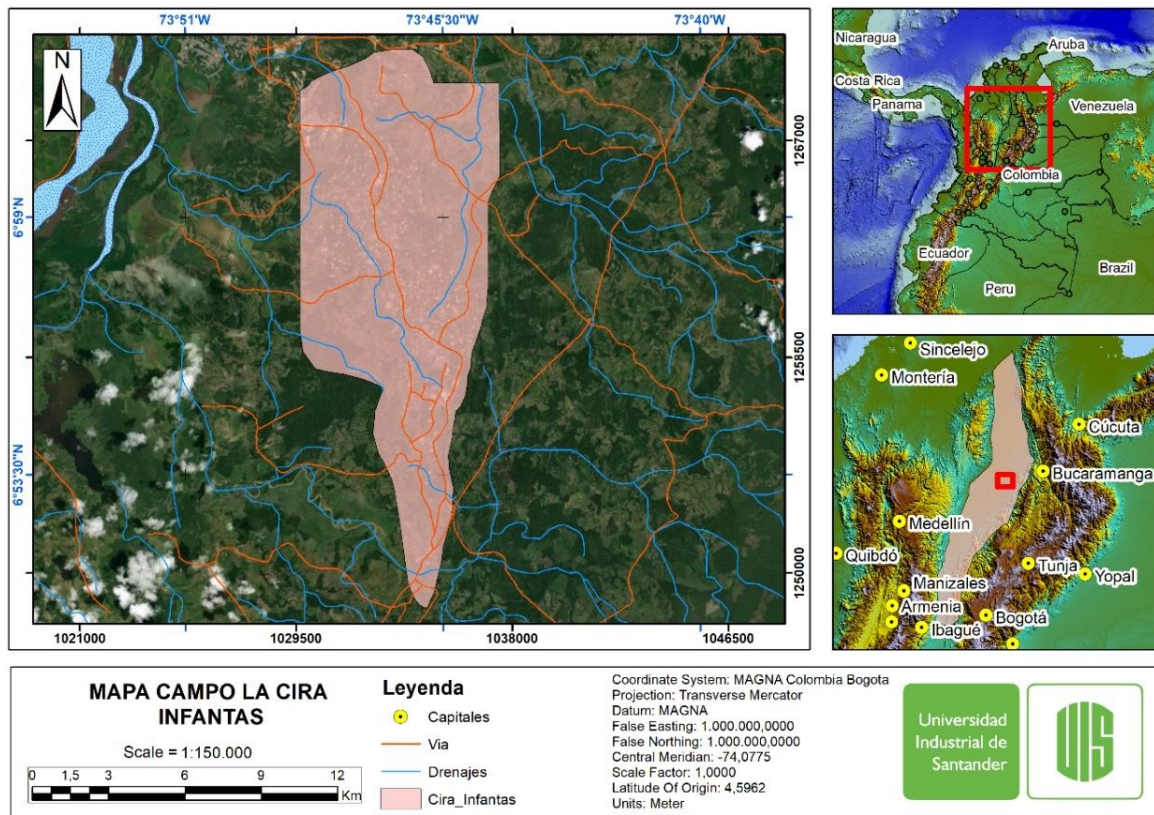 73°51'W
73°45'30"W
73°40'W
6°59'N
6°53'30"N
N
1267000
1258500
1250000
1021000
1029500
1038000
1046500
Nicaragua
Aruba
Costa Rica
Panama
Venezuela
Colombia
Ecuador
Brazil
Peru
Sincelejo
Montería
Cúcuta
Bucaramanga
Medellín
Quibdó
Tunja
Yopal
Manizales
Armenia
Bogotá
Ibagué
MAPA CAMPO LA CIRA
INFANTAS
Scale = 1:150.000
0 1,5 3 6 9 12
Km
Leyenda
Capitales
Via
Drenajes
Cira_Infantas
Coordinate System: MAGNA Colombia Bogota
Projection: Transverse Mercator
Datum: MAGNA
False Easting: 1.000.000,0000
False Northing: 1.000.000,0000
Central Meridian: -74,0775
Scale Factor: 1,0000
Latitude Of Origin: 4,5962
Units: Meter
Universidad
Industrial de
Santander
UIS